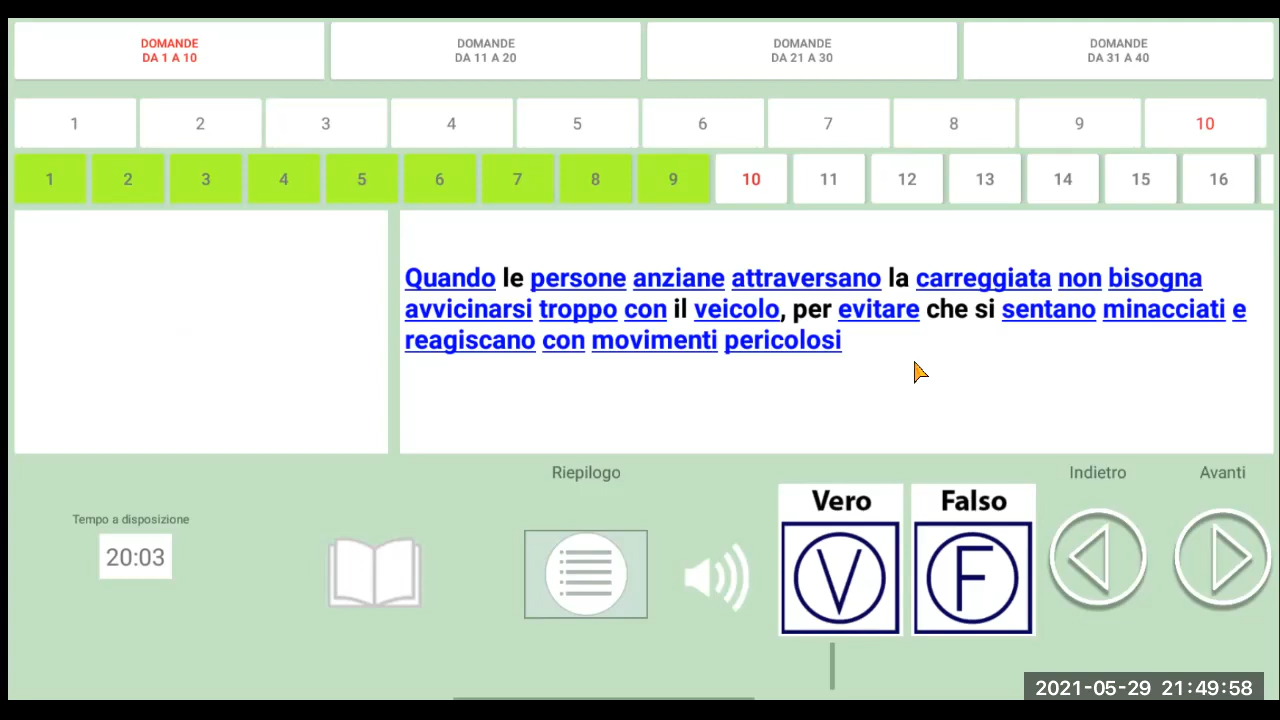 DOMANDE
DA 1 A 10
DOMANDE
DA 11 A 20
DOMANDE
DA 21 A 30
DOMANDE
DA 31 A 40
1 2 3 4 5 6 7 8 9 10
1 2 3 4 5 6 7 8 9 10 11 12 13 14 15 16
Quando le persone anziane attraversano la carreggiata non bisogna
avvicinarsi troppo con il veicolo, per evitare che si sentano minacciati e
reagiscano con movimenti pericolosi
Riepilogo
Indietro
Avanti
Tempo a disposizione
20:03
Vero
V
Falso
F
2021-05-29 21:49:58